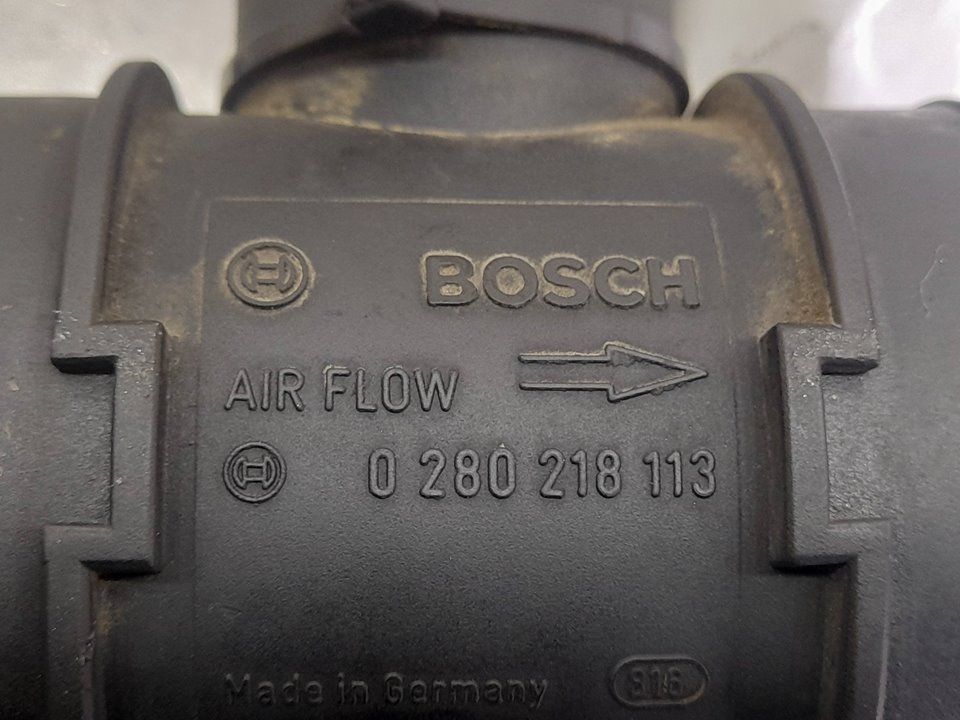 BOSCH
AIR FLOW
0 280 218 113
Made in Germany 816